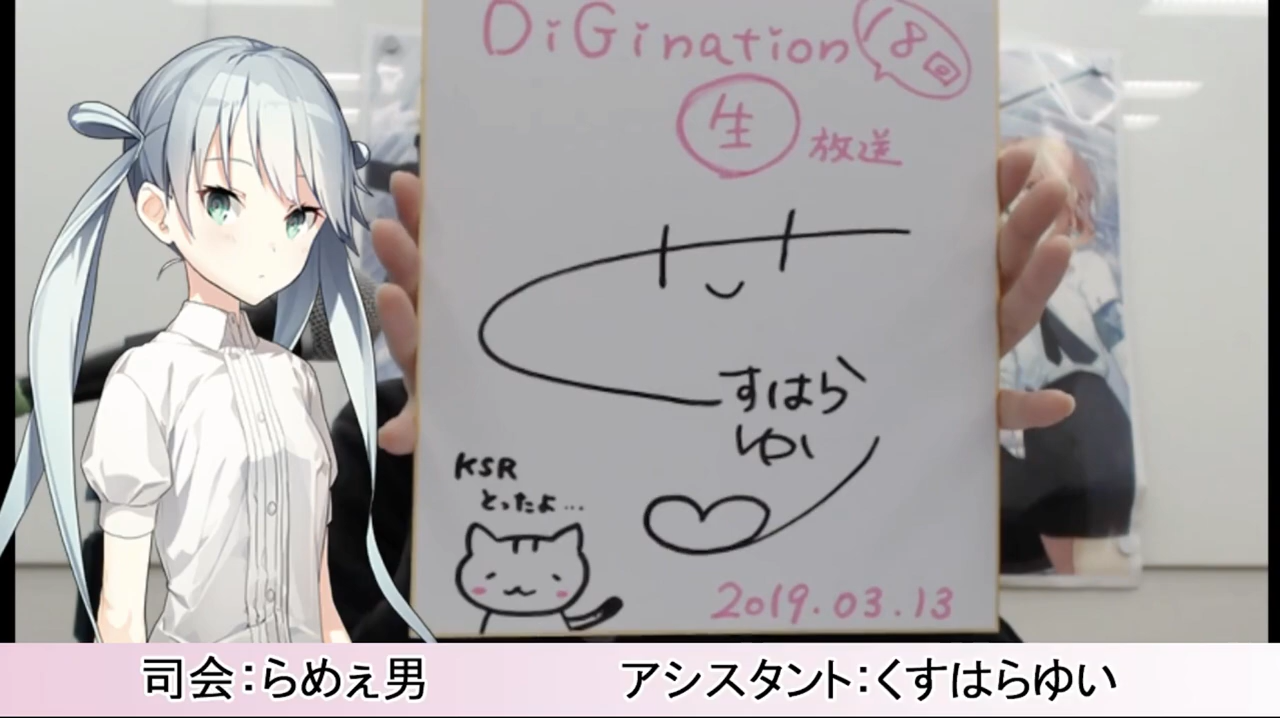 DiGination 18回
生放送
くすはら
ゆい
KSR
とったよ…
2019.03.13
司会:らめぇ男
アシスタント:くすはらゆい